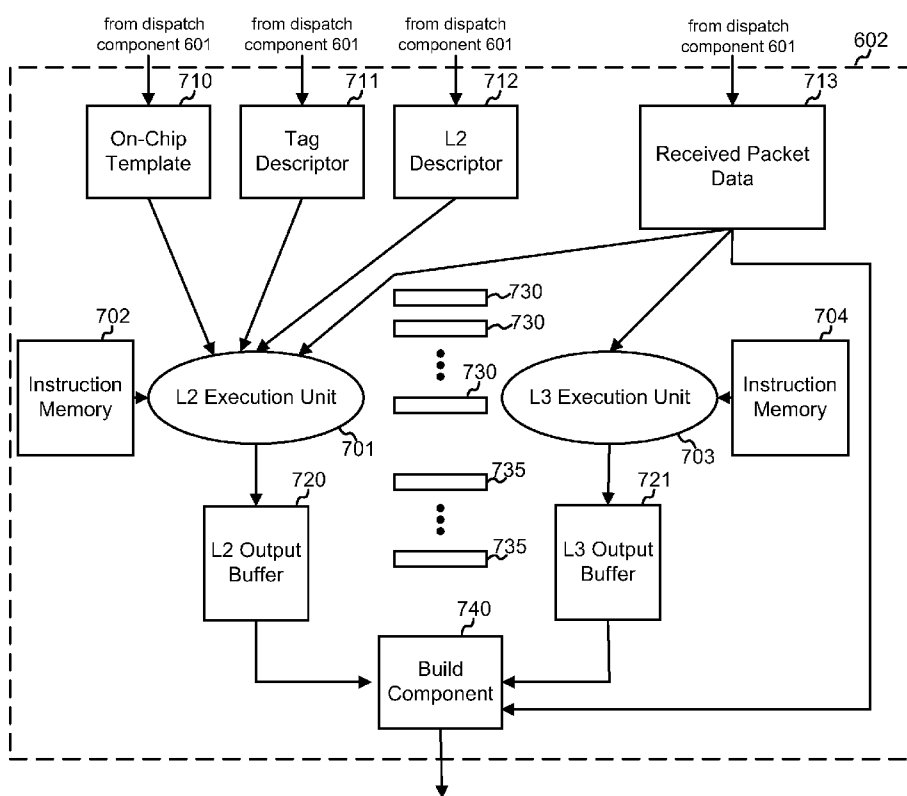 from dispatch
component 601
from dispatch
component 601
from dispatch
component 601
from dispatch
component 601
602
710
711
712
713
On-Chip
Template
Tag
Descriptor
L2
Descriptor
Received Packet
Data
730
730
702
704
730
Instruction
Memory
L2 Execution Unit
L3 Execution Unit
Instruction
Memory
701
703
735
720
721
L2 Output
Buffer
735
L3 Output
Buffer
740
Build
Component